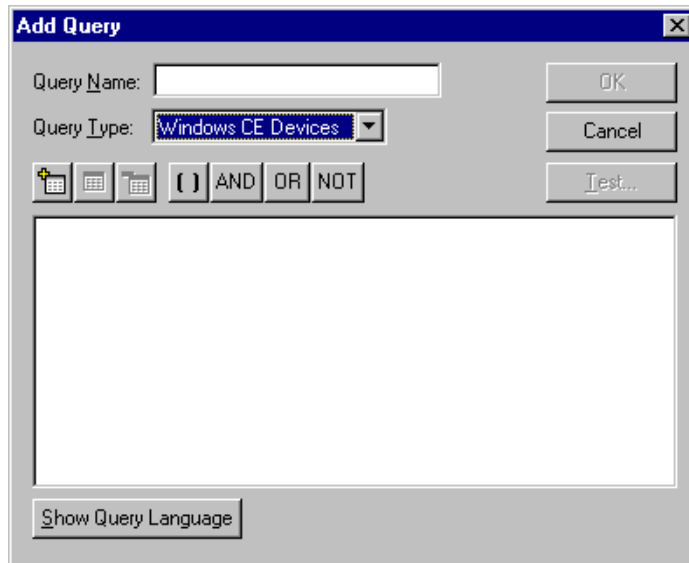 Add Query
Query Name:
OK
Query Type: Windows CE Devices
Cancel
( ) AND OR NOT
Test...
Show Query Language